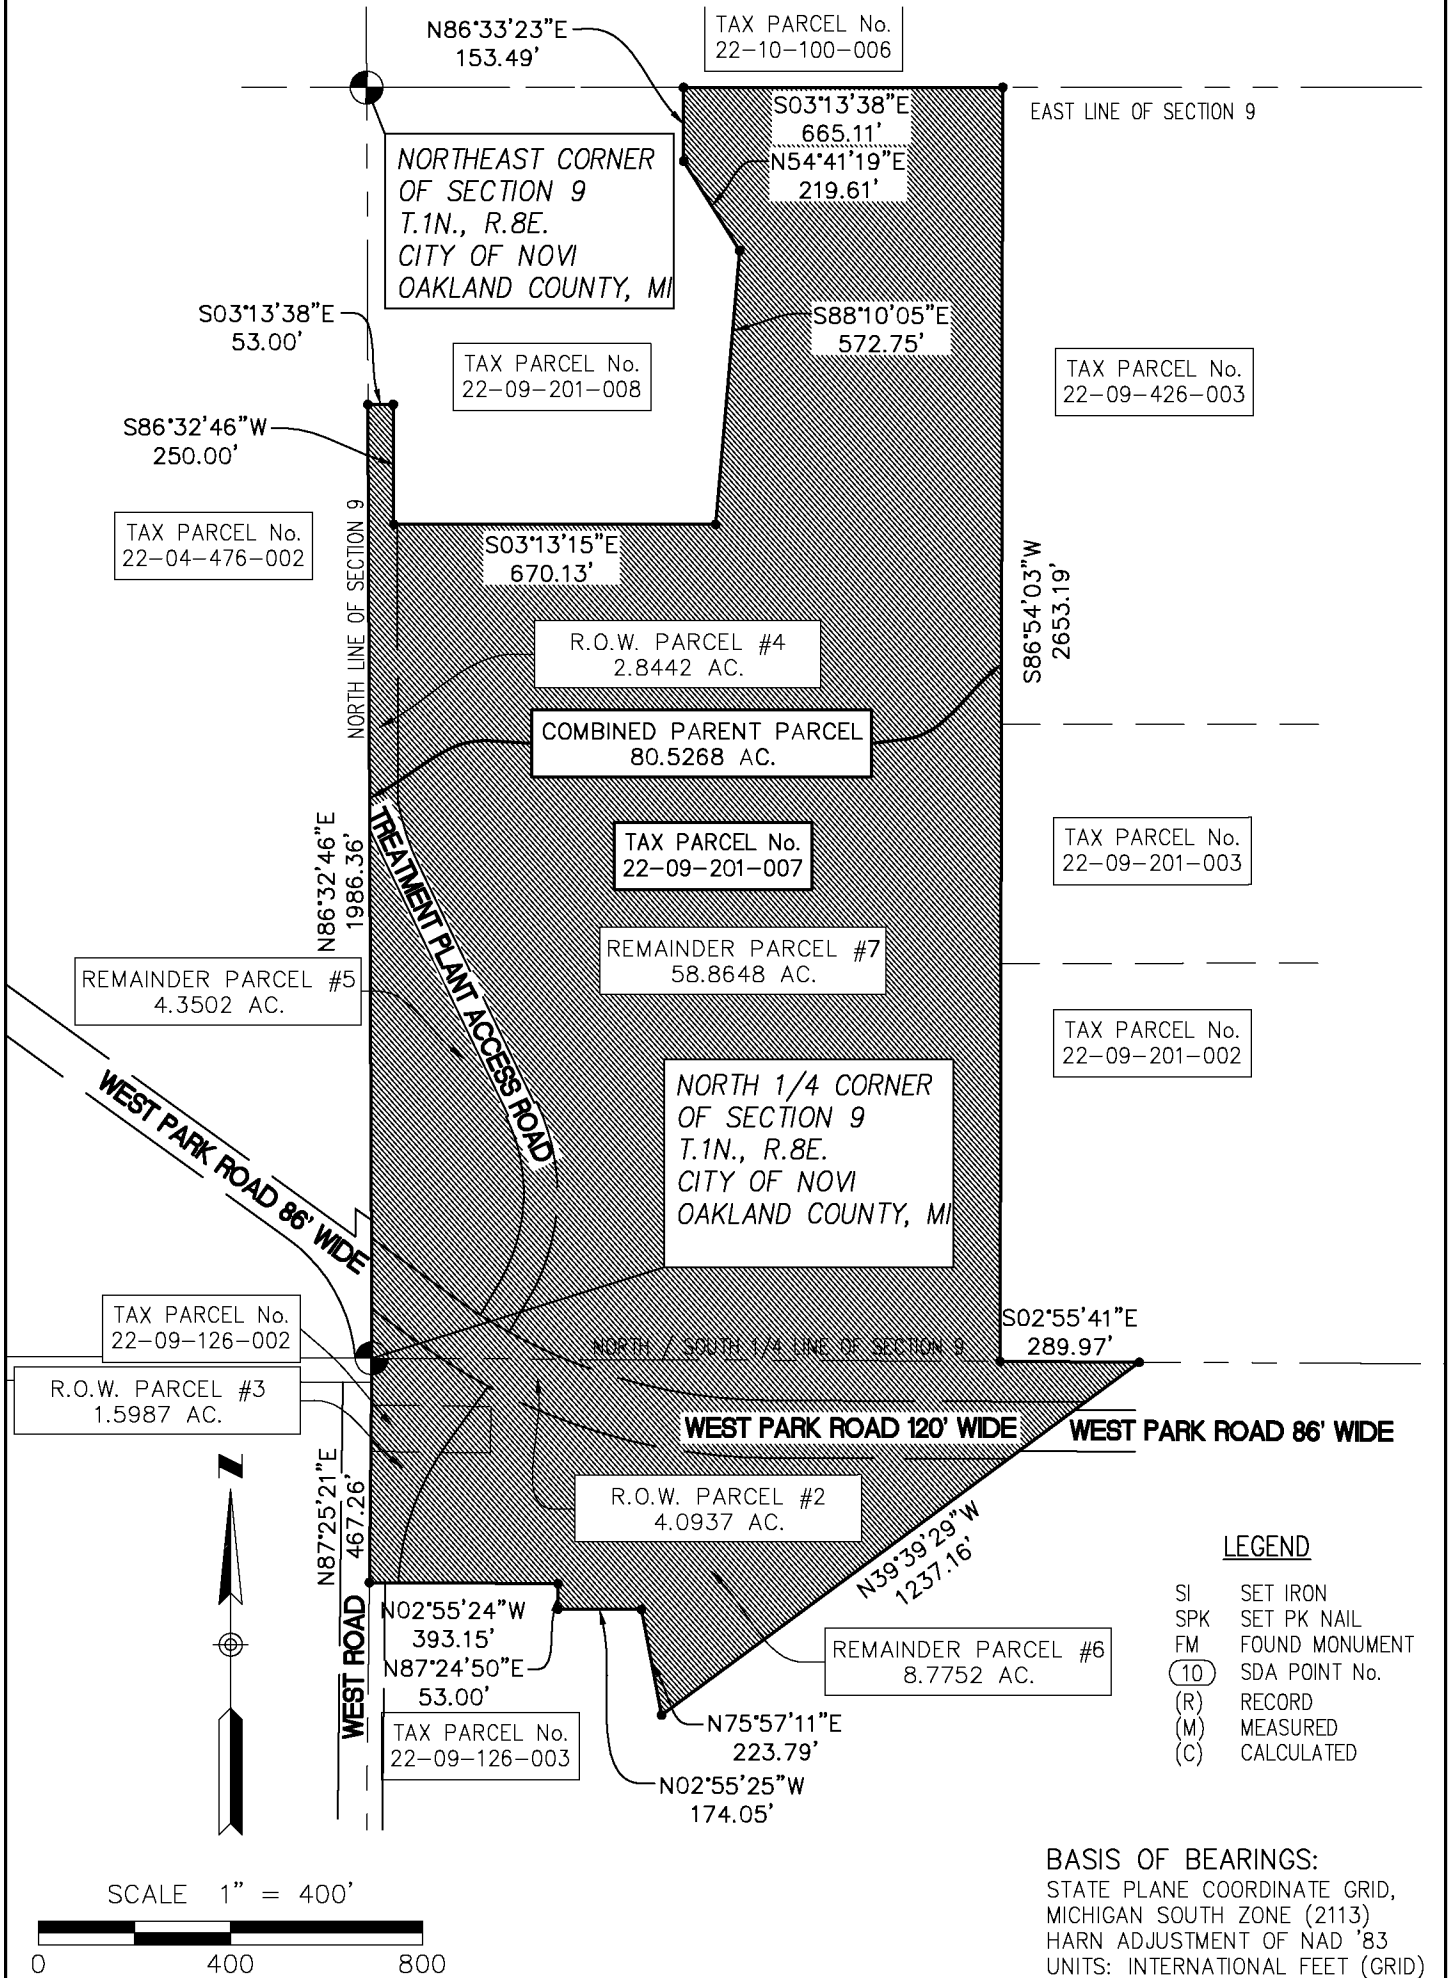 N86°33'23"E
153.49'
TAX PARCEL No.
22-10-100-006
S03°13'38"E
665.11'
EAST LINE OF SECTION 9
N54°41'19"E
219.61'
NORTHEAST CORNER
OF SECTION 9
T.1N., R.8E.
CITY OF NOVI
OAKLAND COUNTY, MI
S03°13'38"E
53.00'
S88°10'05"E
572.75'
TAX PARCEL No.
22-09-201-008
TAX PARCEL No.
22-09-426-003
S86°32'46"W
250.00'
TAX PARCEL No.
22-04-476-002
NORTH LINE OF SECTION 9
S03°13'15"E
670.13'
S86°54'03"W
2653.19'
R.O.W. PARCEL #4
2.8442 AC.
COMBINED PARENT PARCEL
80.5268 AC.
TREATMENT PLANT ACCESS ROAD
N86°32'46"E
1986.36'
TAX PARCEL No.
22-09-201-007
TAX PARCEL No.
22-09-201-003
REMAINDER PARCEL #7
58.8648 AC.
REMAINDER PARCEL #5
4.3502 AC.
TAX PARCEL No.
22-09-201-002
WEST PARK ROAD 86' WIDE
NORTH 1/4 CORNER
OF SECTION 9
T.1N., R.8E.
CITY OF NOVI
OAKLAND COUNTY, MI
TAX PARCEL No.
22-09-126-002
S02°55'41"E
289.97'
NORTH / SOUTH 1/4 LINE OF SECTION 9
R.O.W. PARCEL #3
1.5987 AC.
WEST PARK ROAD 120' WIDE
WEST PARK ROAD 86' WIDE
N87°25'21"E
467.26'
N
R.O.W. PARCEL #2
4.0937 AC.
N39°39'29"W
1237.16'
WEST ROAD
N02°55'24"W
393.15'
N87°24'50"E
53.00'
REMAINDER PARCEL #6
8.7752 AC.
TAX PARCEL No.
22-09-126-003
N75°57'11"E
223.79'
N02°55'25"W
174.05'
LEGEND
SI SET IRON
SPK SET PK NAIL
FM FOUND MONUMENT
10 SDA POINT No.
(R) RECORD
(M) MEASURED
(C) CALCULATED
SCALE 1" = 400'
0 400 800
BASIS OF BEARINGS:
STATE PLANE COORDINATE GRID,
MICHIGAN SOUTH ZONE (2113)
HARN ADJUSTMENT OF NAD '83
UNITS: INTERNATIONAL FEET (GRID)